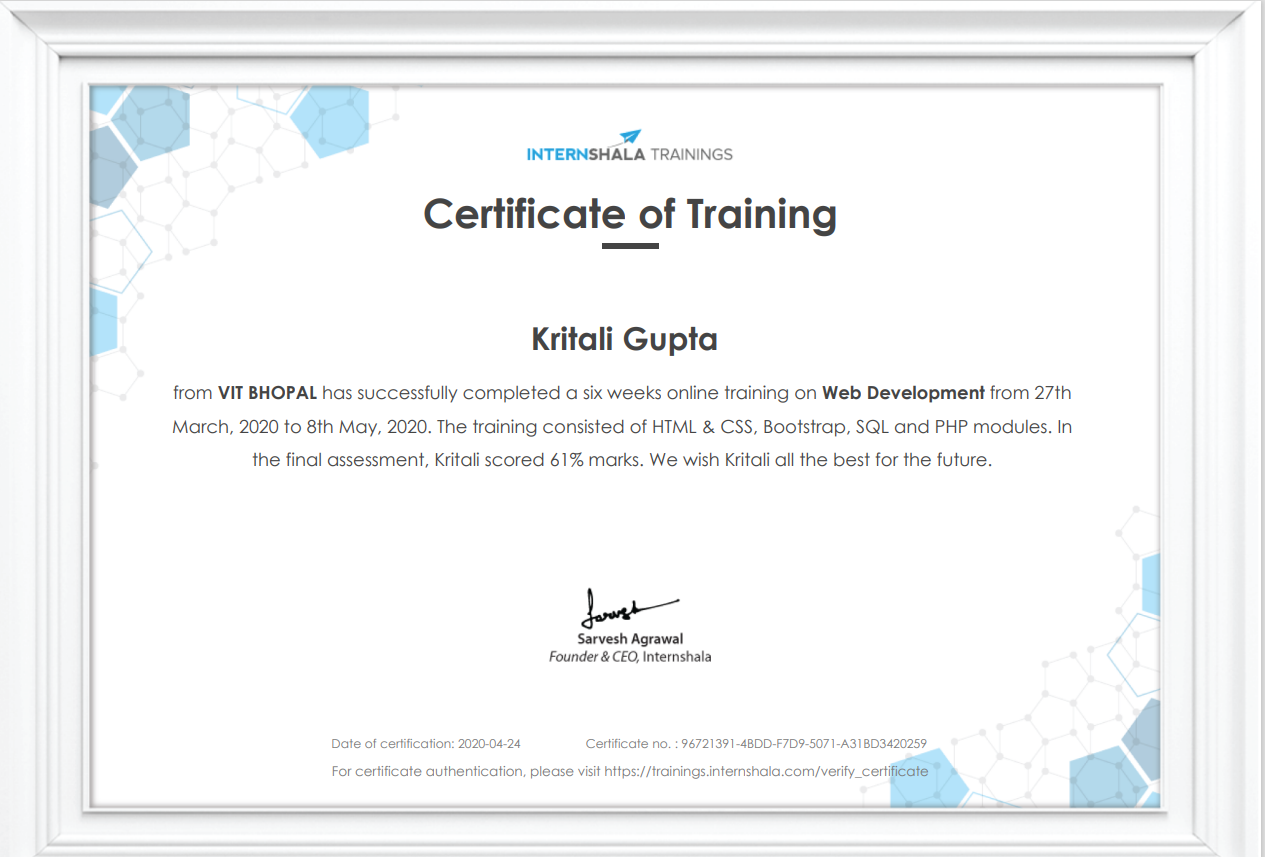 INTERNSHALA TRAININGS
Certificate of Training
Kritali Gupta
from VIT BHOPAL has successfully completed a six weeks online training on Web Development from 27th
March, 2020 to 8th May, 2020. The training consisted of HTML & CSS, Bootstrap, SQL and PHP modules. In
the final assessment, Kritali scored 61% marks. We wish Kritali all the best for the future.
Sarvesh
Sarvesh Agrawal
Founder & CEO, Internshala
Date of certification: 2020-04-24 Certificate no. : 96721391-4BDD-F7D9-5071-A31BD3420259
For certificate authentication, please visit https://trainings.internshala.com/verify_certificate